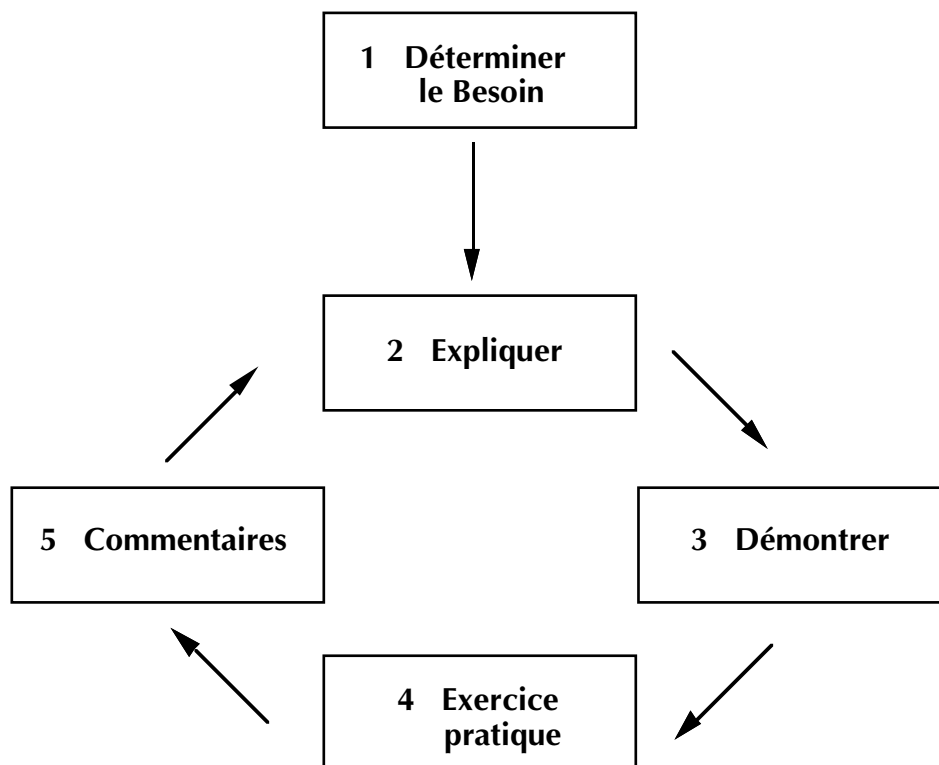 1 Déterminer
le Besoin
2 Expliquer
3 Démontrer
4 Exercice
pratique
5 Commentaires